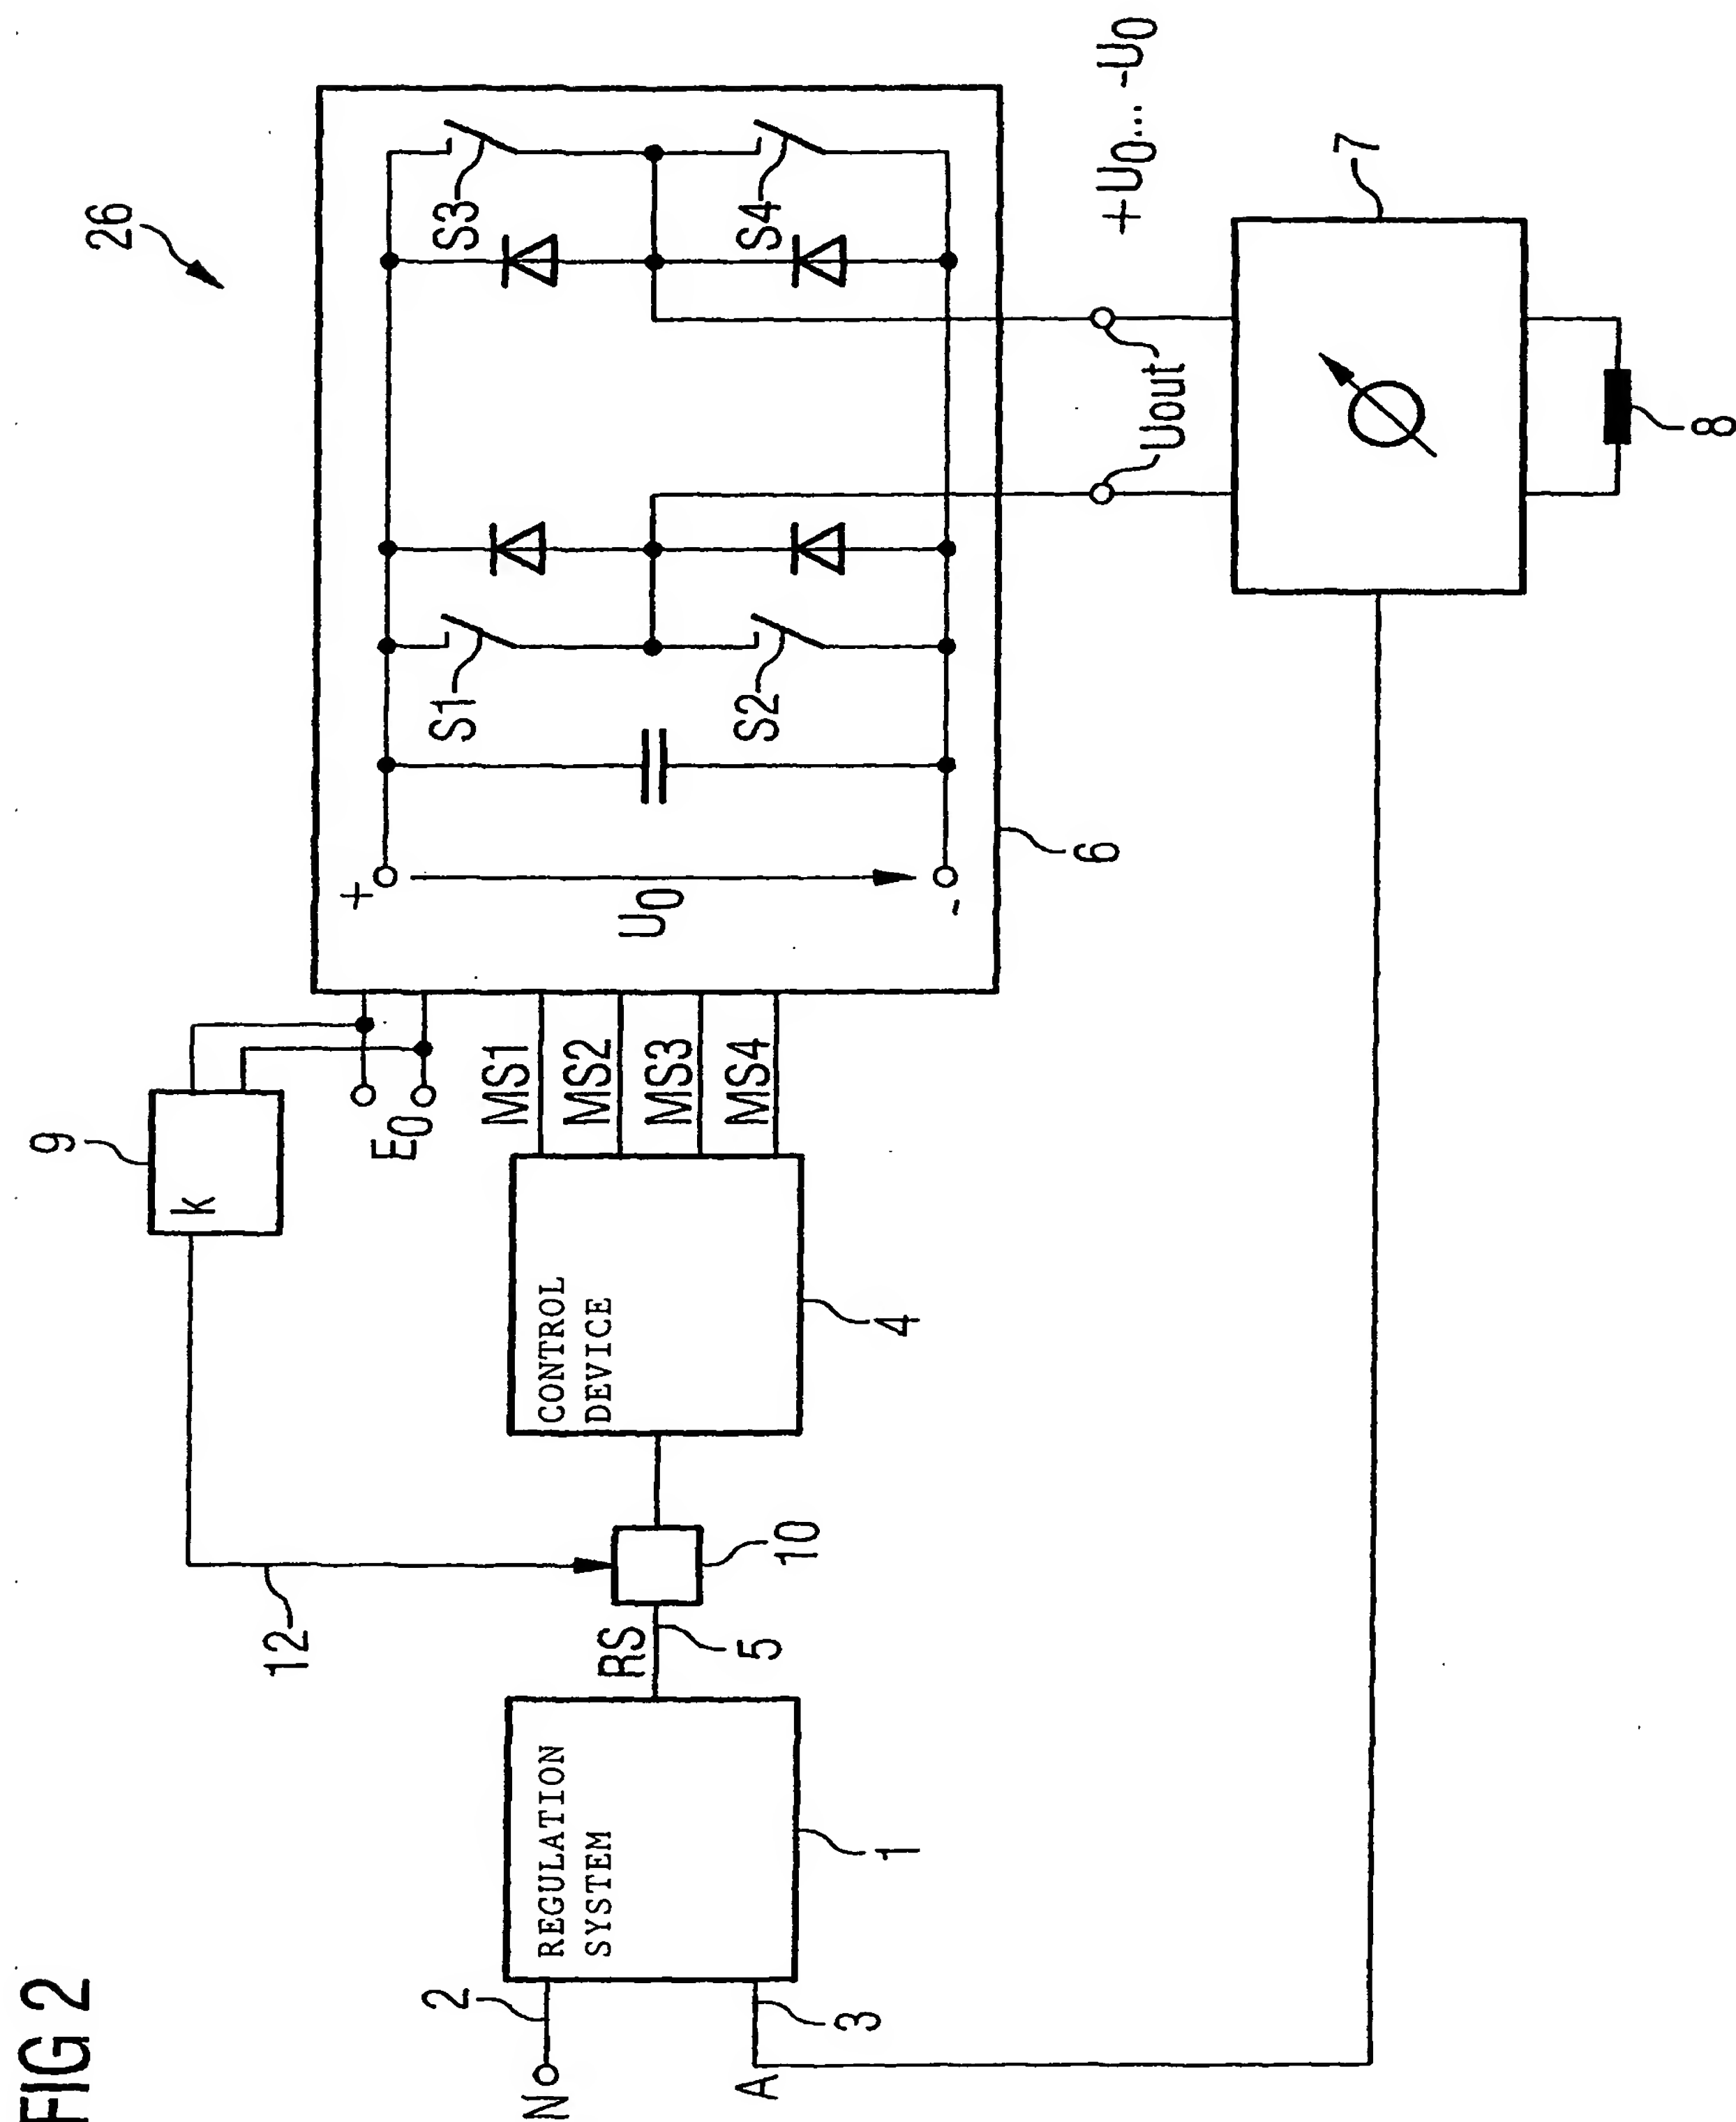 FIG 2
26
9
k
12
E0
+
U0
-
S1
S2
S3
S4
6
MS1
MS2
MS3
MS4
CONTROL
DEVICE
4
10
RS
5
REGULATION
SYSTEM
1
N
2
A
3
Uout
+U0... -U0
7
8